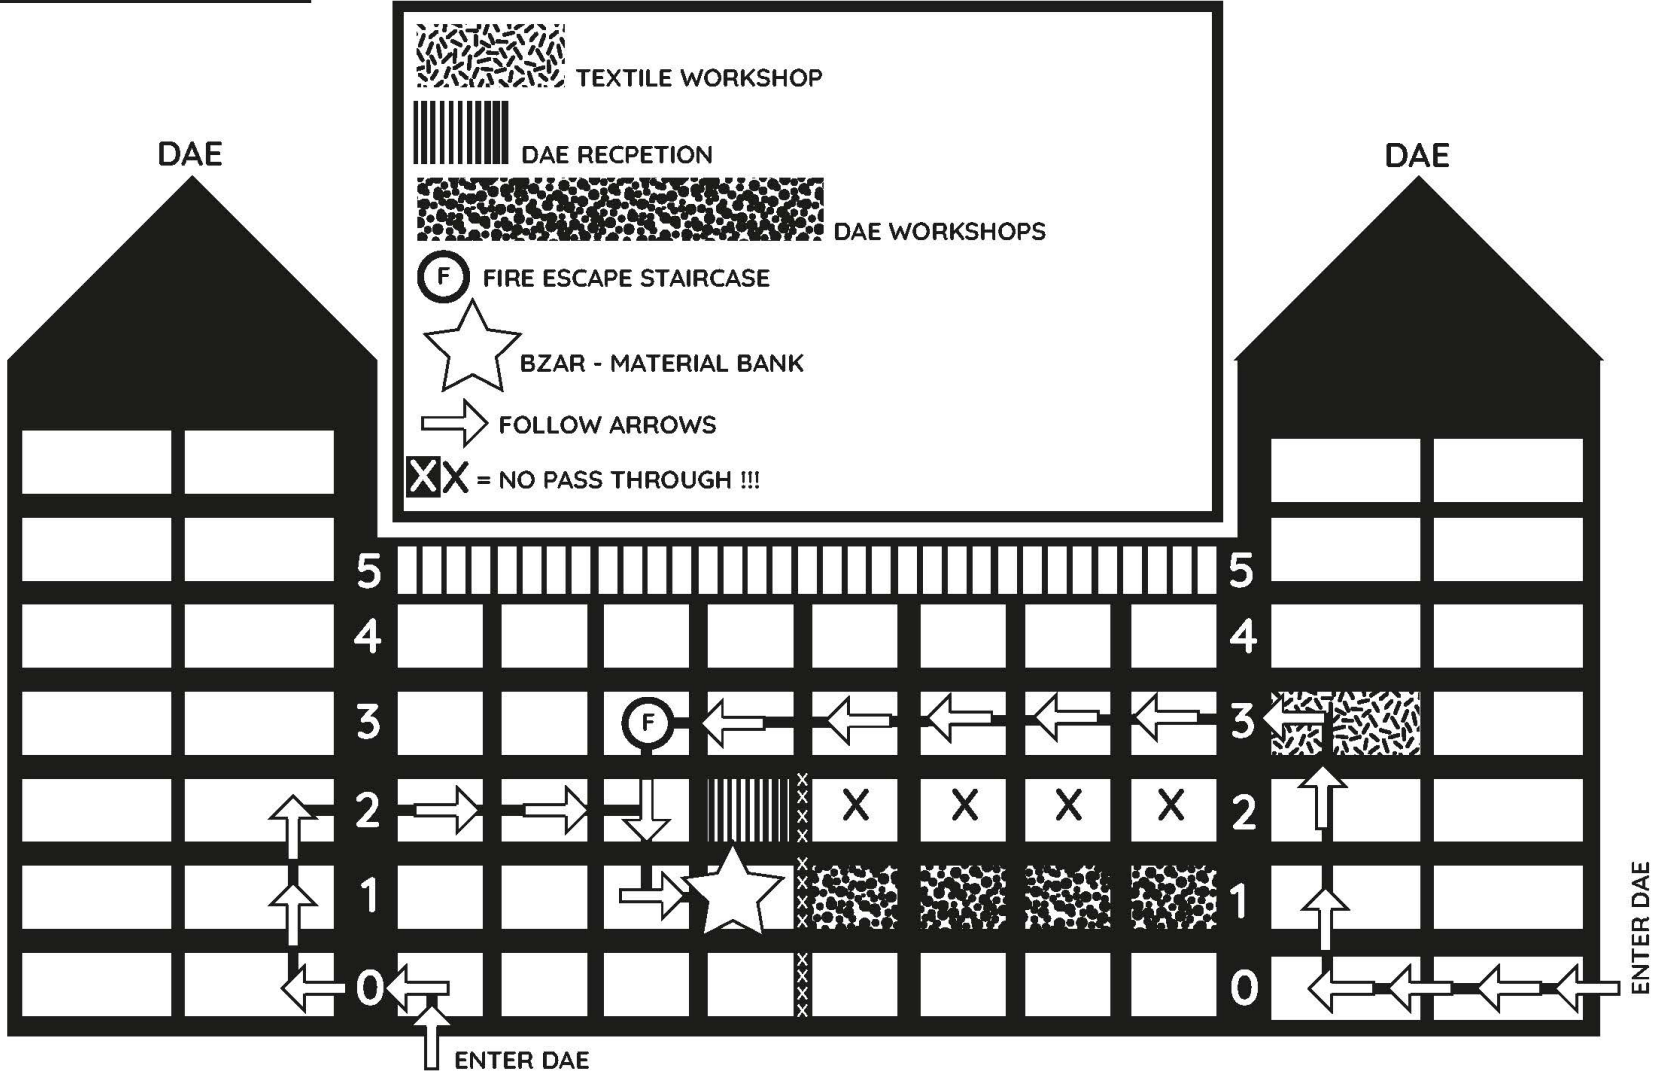 TEXTILE WORKSHOP
DAE RECPETION
DAE WORKSHOPS
F FIRE ESCAPE STAIRCASE
BZAR - MATERIAL BANK
FOLLOW ARROWS
XX = NO PASS THROUGH !!!
DAE
DAE
5 5
4 4
3 F 3
2 X X X X X X X X 2
1 X X X X X 1
0 X X X X X 0
ENTER DAE
ENTER DAE